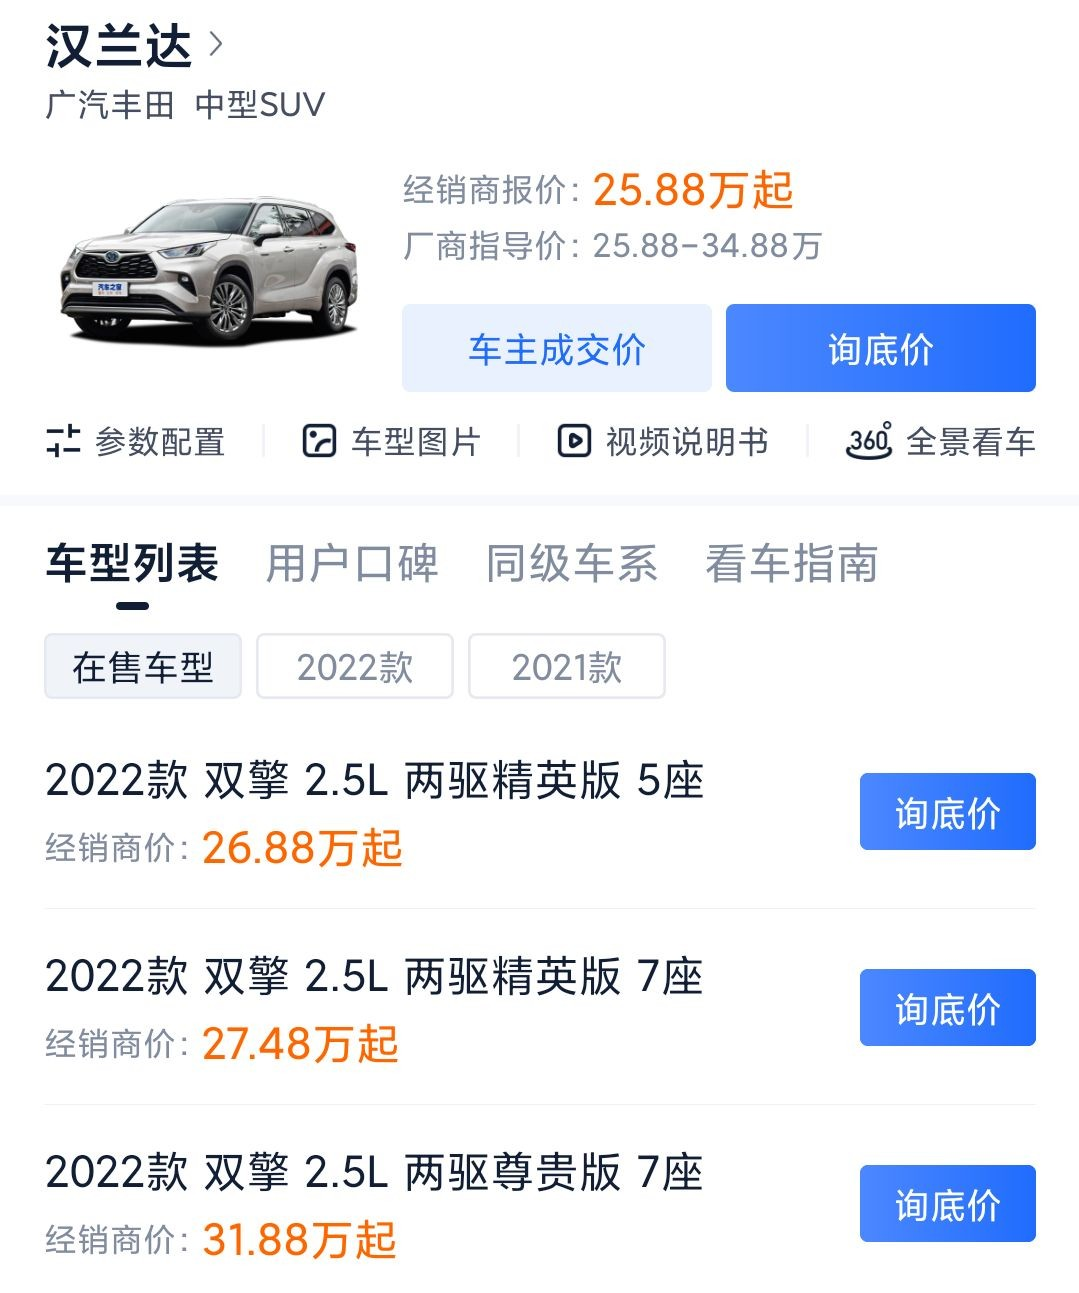 汉兰达
广汽丰田 中型SUV
经销商报价：25.88万起
厂商指导价：25.88-34.88万
汽车之家
车主成交价 询底价
参数配置 车型图片 视频说明书 360° 全景看车
车型列表 用户口碑 同级车系 看车指南
在售车型 2022款 2021款
2022款 双擎 2.5L 两驱精英版 5座
经销商价：26.88万起
询底价
2022款 双擎 2.5L 两驱精英版 7座
经销商价：27.48万起
询底价
2022款 双擎 2.5L 两驱尊贵版 7座
经销商价：31.88万起
询底价